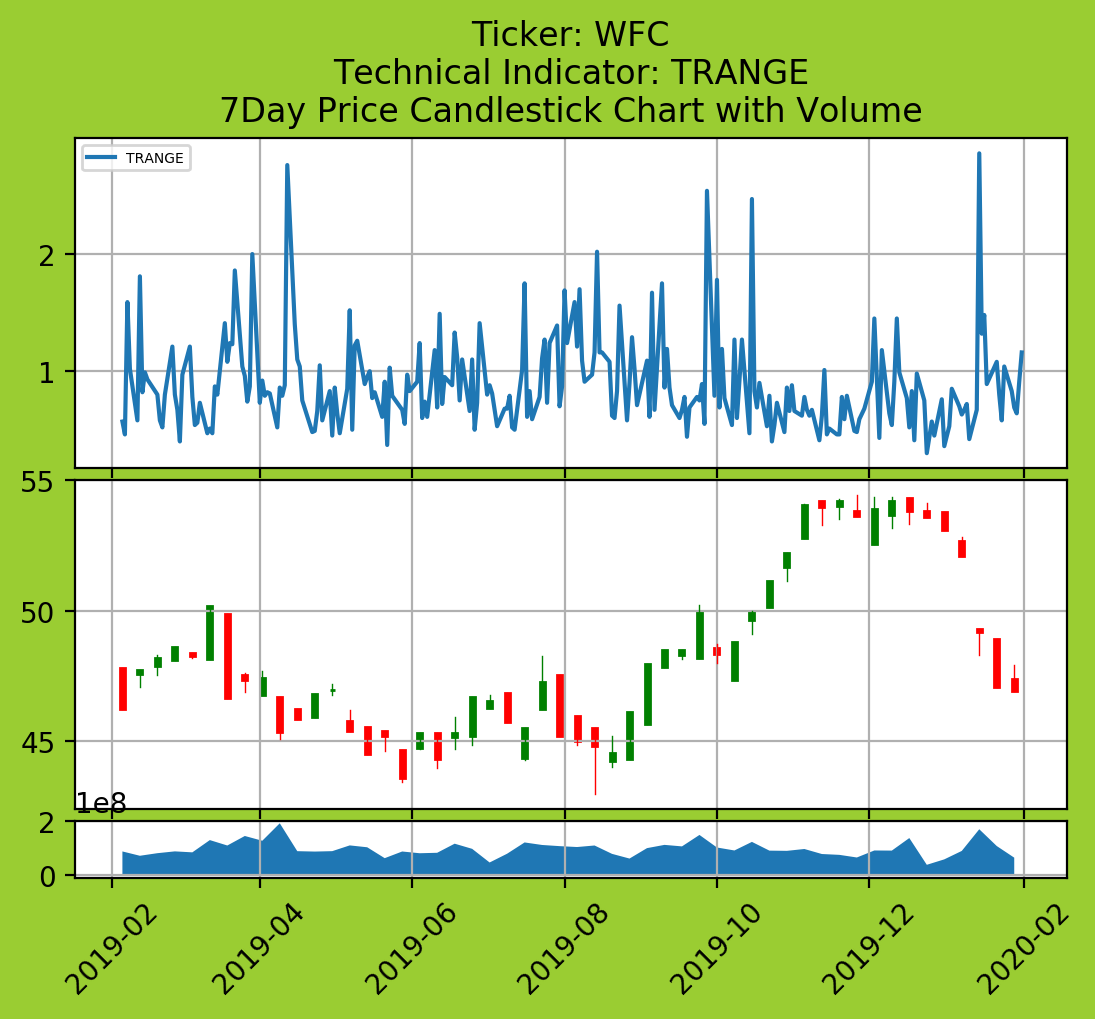 Ticker: WFC
Technical Indicator: TRANGE
7Day Price Candlestick Chart with Volume
TRANGE
2
1
55
50
45
1e8
2
0
2019-02
2019-04
2019-06
2019-08
2019-10
2019-12
2020-02